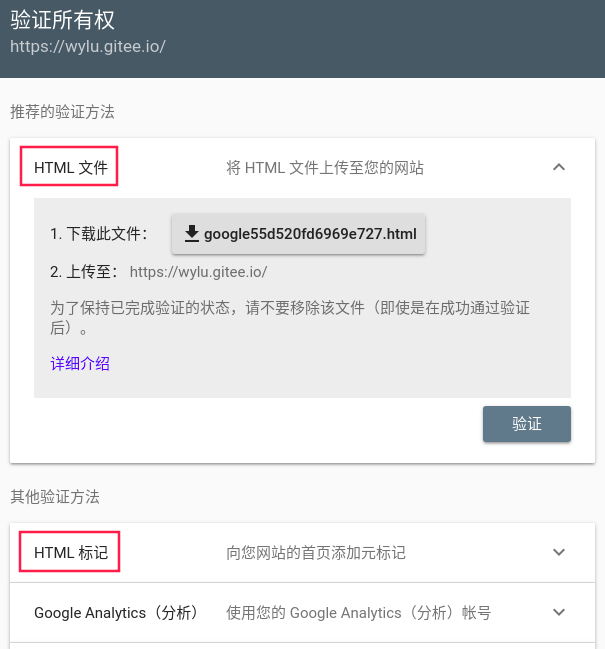 验证所有权
https://wylu.gitee.io/
推荐的验证方法
HTML 文件
将 HTML 文件上传至您的网站
1. 下载此文件：
google55d520fd6969e727.html
2. 上传至： https://wylu.gitee.io/
为了保持已完成验证的状态，请不要移除该文件（即使是在成功通过验证
后）。
详细介绍
验证
其他验证方法
HTML 标记
向您网站的首页添加元标记
Google Analytics（分析）
使用您的 Google Analytics（分析）帐号